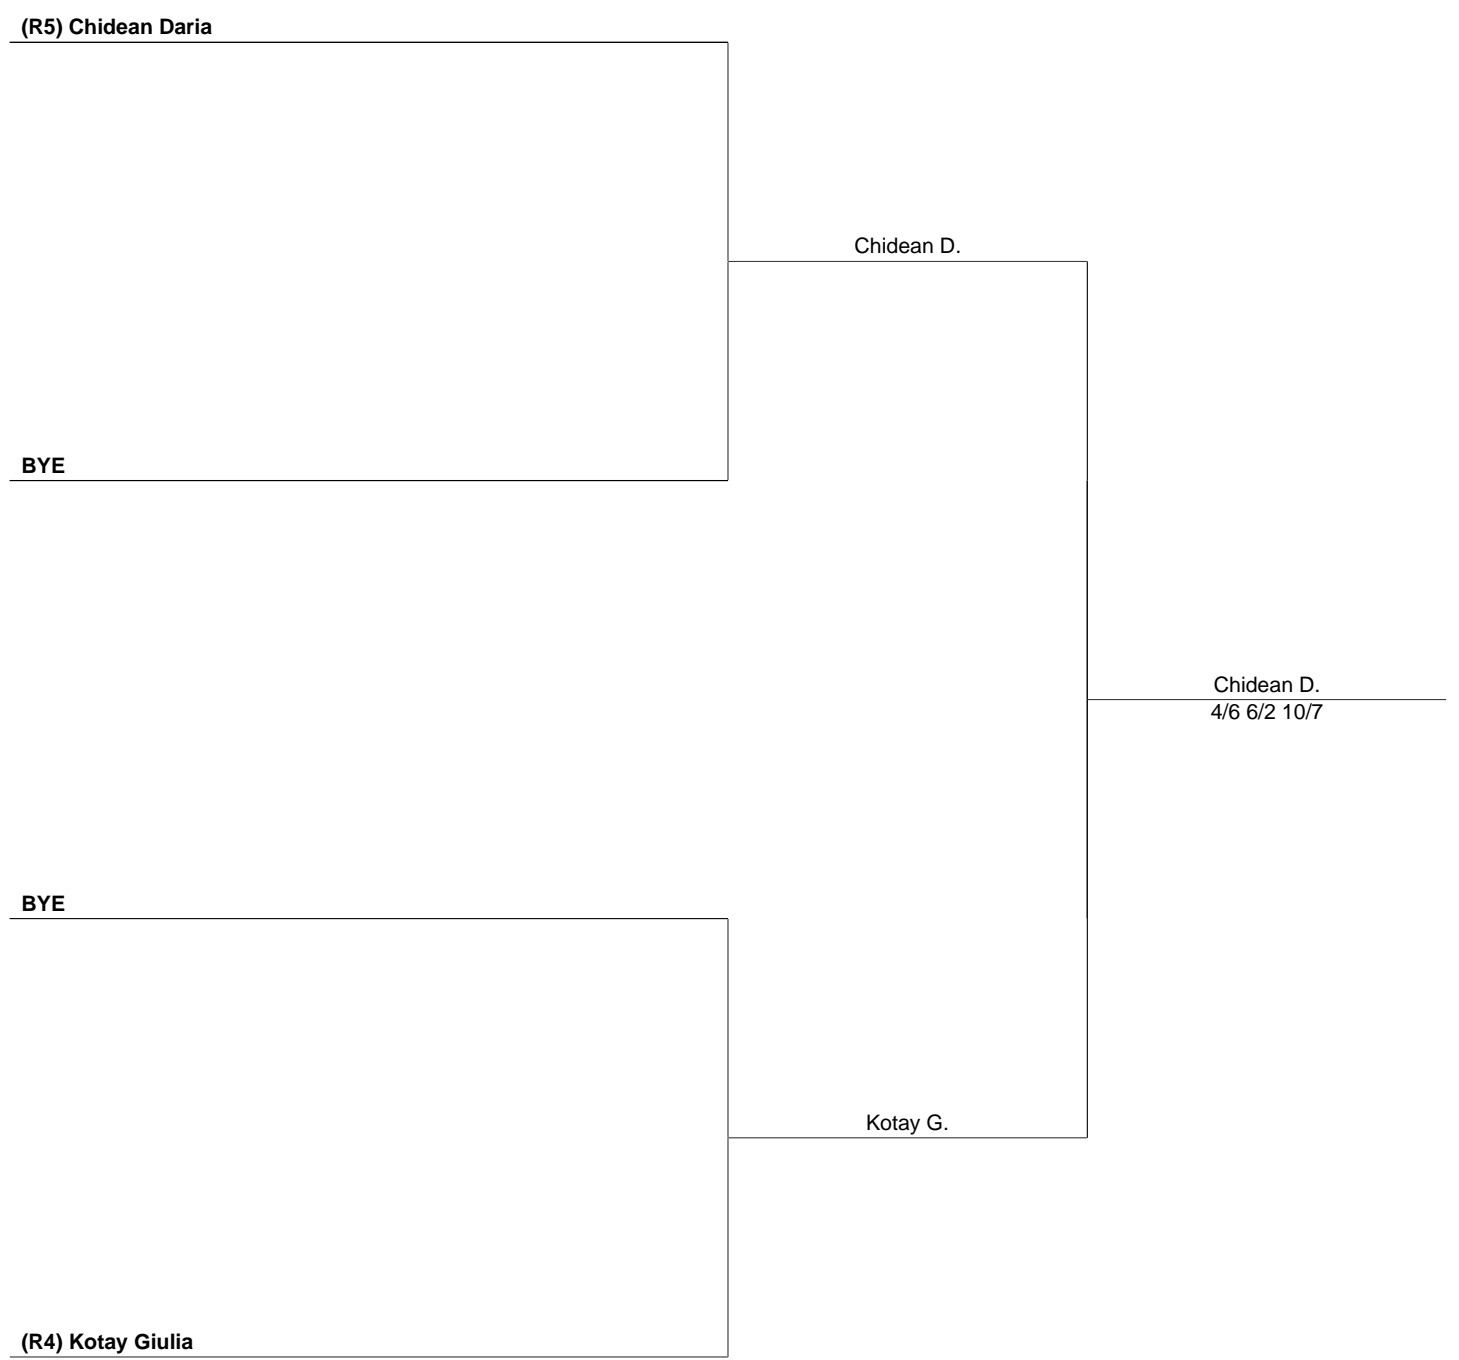 (R5) Chidean Daria
Chidean D.
BYE
Chidean D.
4/6 6/2 10/7
BYE
Kotay G.
(R4) Kotay Giulia